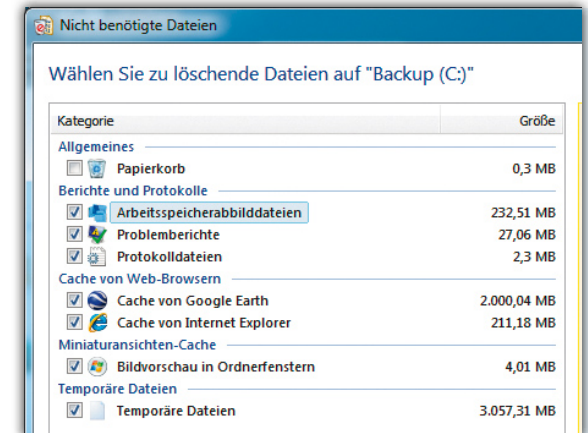 Nicht benötigte Dateien
Wählen Sie zu löschende Dateien auf "Backup (C:)"
Kategorie Größe
Allgemeines
Papierkorb 0,3 MB
Berichte und Protokolle
Arbeitsspeicherabbilddateien 232,51 MB
Problemberichte 27,06 MB
Protokolldateien 2,3 MB
Cache von Web-Browsern
Cache von Google Earth 2.000,04 MB
Cache von Internet Explorer 211,18 MB
Miniaturansichten-Cache
Bildvorschau in Ordnerfenstern 4,01 MB
Temporäre Dateien
Temporäre Dateien 3.057,31 MB